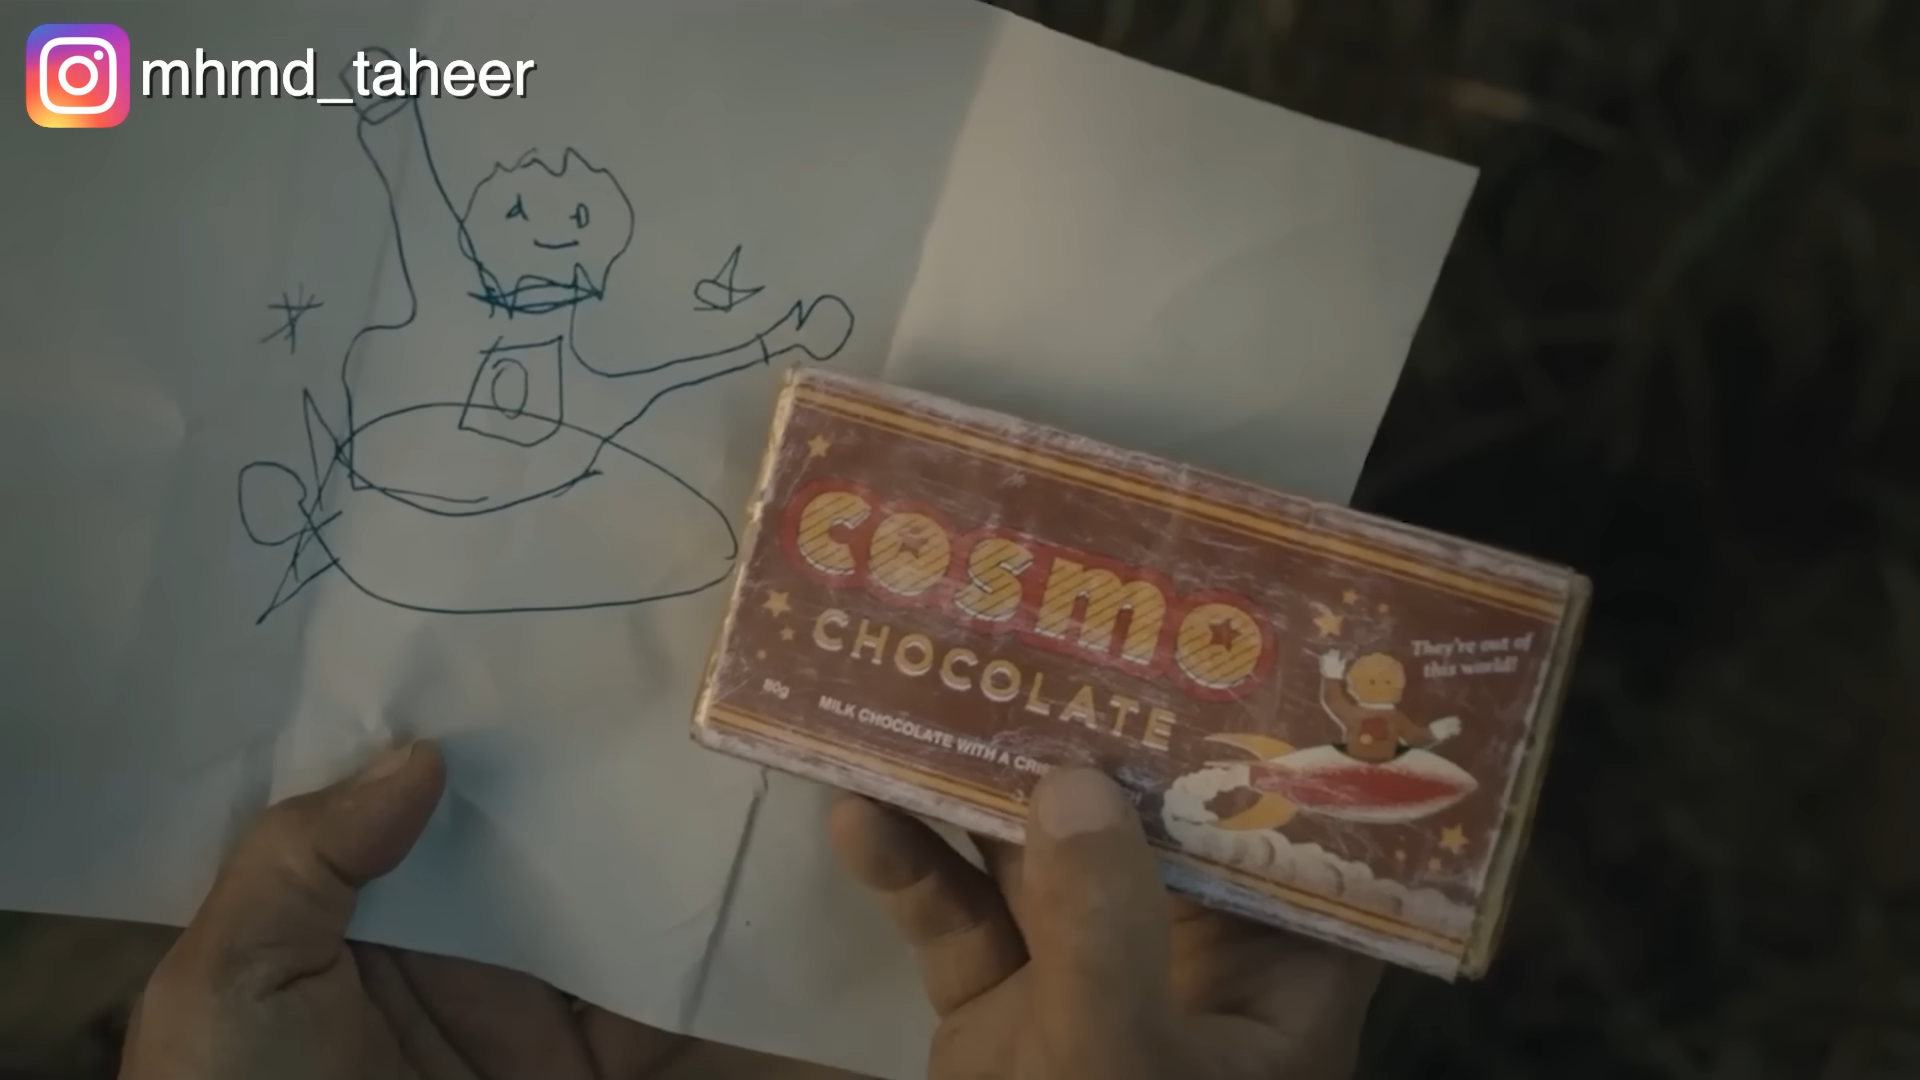 mhmd_taheer
COSMO
CHOCOLATE
They're out of
this world!
80g
MILK CHOCOLATE WITH A